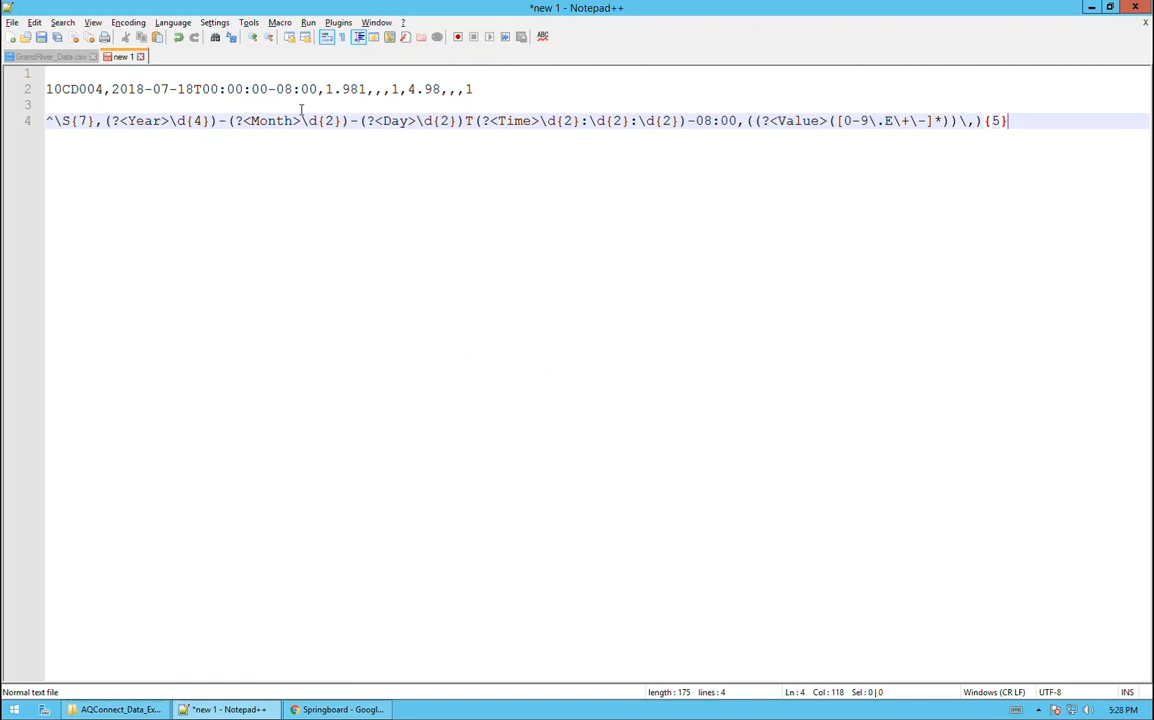 *new 1 - Notepad++
File Edit Search View Encoding Language Settings Tools Macro Run Plugins Window ? X
GrandRiver_Data.csv new 1
1
2 10CD004,2018-07-18T00:00:00-08:00,1.981,,,1,4.98,,,1
3
4 ^\S{7},(?<Year>\d{4})-(?<Month>\d{2})-(?<Day>\d{2})T(?<Time>\d{2}:\d{2}:\d{2})-08:00,((?<Value>([0-9\.E\+\-]*))\,){5}
Normal text file length : 175 lines : 4 Ln : 4 Col : 118 Sel : 0 | 0 Windows (CR LF) UTF-8 INS
AQConnect_Data_Ex... *new 1 - Notepad++ Springboard - Googl... 5:28 PM